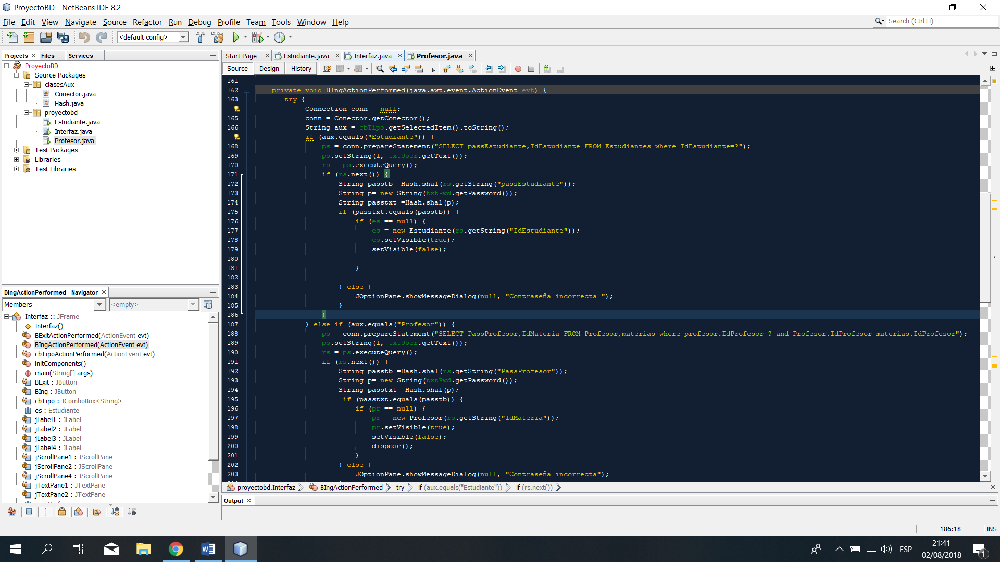 ProyectoBD - NetBeans IDE 8.2
File Edit View Navigate Source Refactor Run Debug Profile Team Tools Window Help
Search (Ctrl+I)
<default config>
Projects Files Services
ProyectoBD
Source Packages
clasesAux
Conector.java
Hash.java
proyectobd
Estudiante.java
Interfaz.java
Profesor.java
Test Packages
Libraries
Test Libraries
BIngActionPerformed - Navigator
Members <empty>
Interfaz :: JFrame
Interfaz()
BExitActionPerformed(ActionEvent evt)
BIngActionPerformed(ActionEvent evt)
cbTipoActionPerformed(ActionEvent evt)
initComponents()
main(String[] args)
BExit : JButton
BIng : JButton
cbTipo : JComboBox<String>
es : Estudiante
jLabel1 : JLabel
jLabel2 : JLabel
jLabel3 : JLabel
jLabel4 : JLabel
jScrollPane1 : JScrollPane
jScrollPane2 : JScrollPane
jScrollPane4 : JScrollPane
jTextPane1 : JTextPane
jTextPane2 : JTextPane
Start Page Estudiante.java Interfaz.java Profesor.java
Source Design History
161
162 private void BIngActionPerformed(java.awt.event.ActionEvent evt) {
163 try {
Connection conn = null;
165 conn = Conector.getConector();
166 String aux = cbTipo.getSelectedItem().toString();
if (aux.equals("Estudiante")) {
168 ps = conn.prepareStatement("SELECT passEstudiante,IdEstudiante FROM Estudiantes where IdEstudiante=?");
169 ps.setString(1, txtUser.getText());
170 rs = ps.executeQuery();
171 if (rs.next()) {
172 String passtb =Hash.sha1(rs.getString("passEstudiante"));
173 String p= new String(txtPwd.getPassword());
174 String passtxt =Hash.sha1(p);
175 if (passtxt.equals(passtb)) {
176 if (es == null) {
177 es = new Estudiante(rs.getString("IdEstudiante"));
178 es.setVisible(true);
179 setVisible(false);
180
181 }
182
183 } else {
184 JOptionPane.showMessageDialog(null, "Contraseña incorrecta ");
185 }
186 }
187 } else if (aux.equals("Profesor")) {
188 ps = conn.prepareStatement("SELECT PassProfesor,IdMateria FROM Profesor,materias where profesor.IdProfesor=? and Profesor.IdProfesor=materias.IdProfesor");
189 ps.setString(1, txtUser.getText());
190 rs = ps.executeQuery();
191 if (rs.next()) {
192 String passtb =Hash.sha1(rs.getString("PassProfesor"));
193 String p= new String(txtPwd.getPassword());
194 String passtxt =Hash.sha1(p);
195 if (passtxt.equals(passtb)) {
196 if (pr == null) {
197 pr = new Profesor(rs.getString("IdMateria"));
198 pr.setVisible(true);
199 setVisible(false);
200 dispose();
201 }
202 } else {
203 JOptionPane.showMessageDialog(null, "Contraseña incorrecta");
proyectobd.Interfaz BIngActionPerformed try if (aux.equals("Estudiante")) if (rs.next())
Output
186:18 INS
ESP
21:41
02/08/2018
1